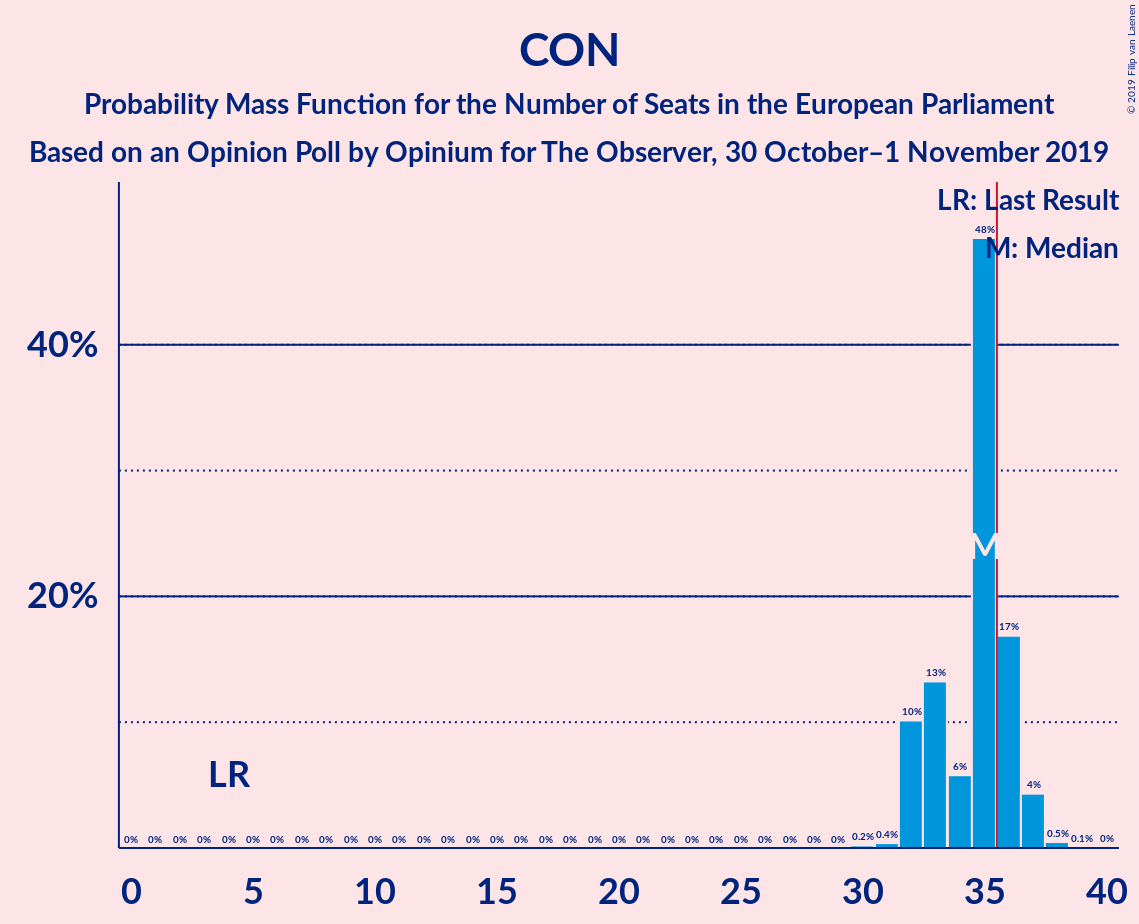 CON
Probability Mass Function for the Number of Seats in the European Parliament
Based on an Opinion Poll by Opinium for The Observer, 30 October–1 November 2019
© 2019 Filip van Laenen
LR: Last Result
M: Median
48%
40%
M
20%
17%
13%
10%
6%
4%
LR
0% 0% 0% 0% 0% 0% 0% 0% 0% 0% 0% 0% 0% 0% 0% 0% 0% 0% 0% 0% 0% 0% 0% 0% 0% 0% 0% 0% 0% 0% 0.2% 0.4% 0.5% 0.1% 0%
0 5 10 15 20 25 30 35 40